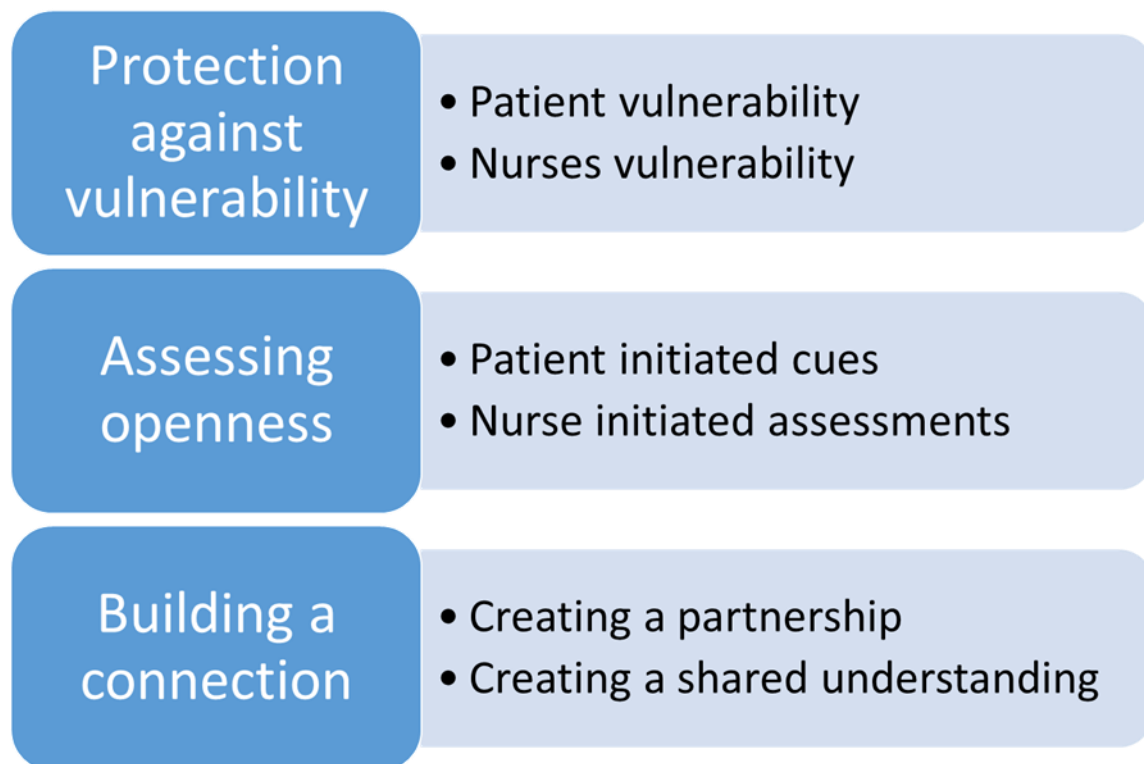 Protection
against
vulnerability
• Patient vulnerability
• Nurses vulnerability
Assessing
openness
• Patient initiated cues
• Nurse initiated assessments
Building a
connection
• Creating a partnership
• Creating a shared understanding